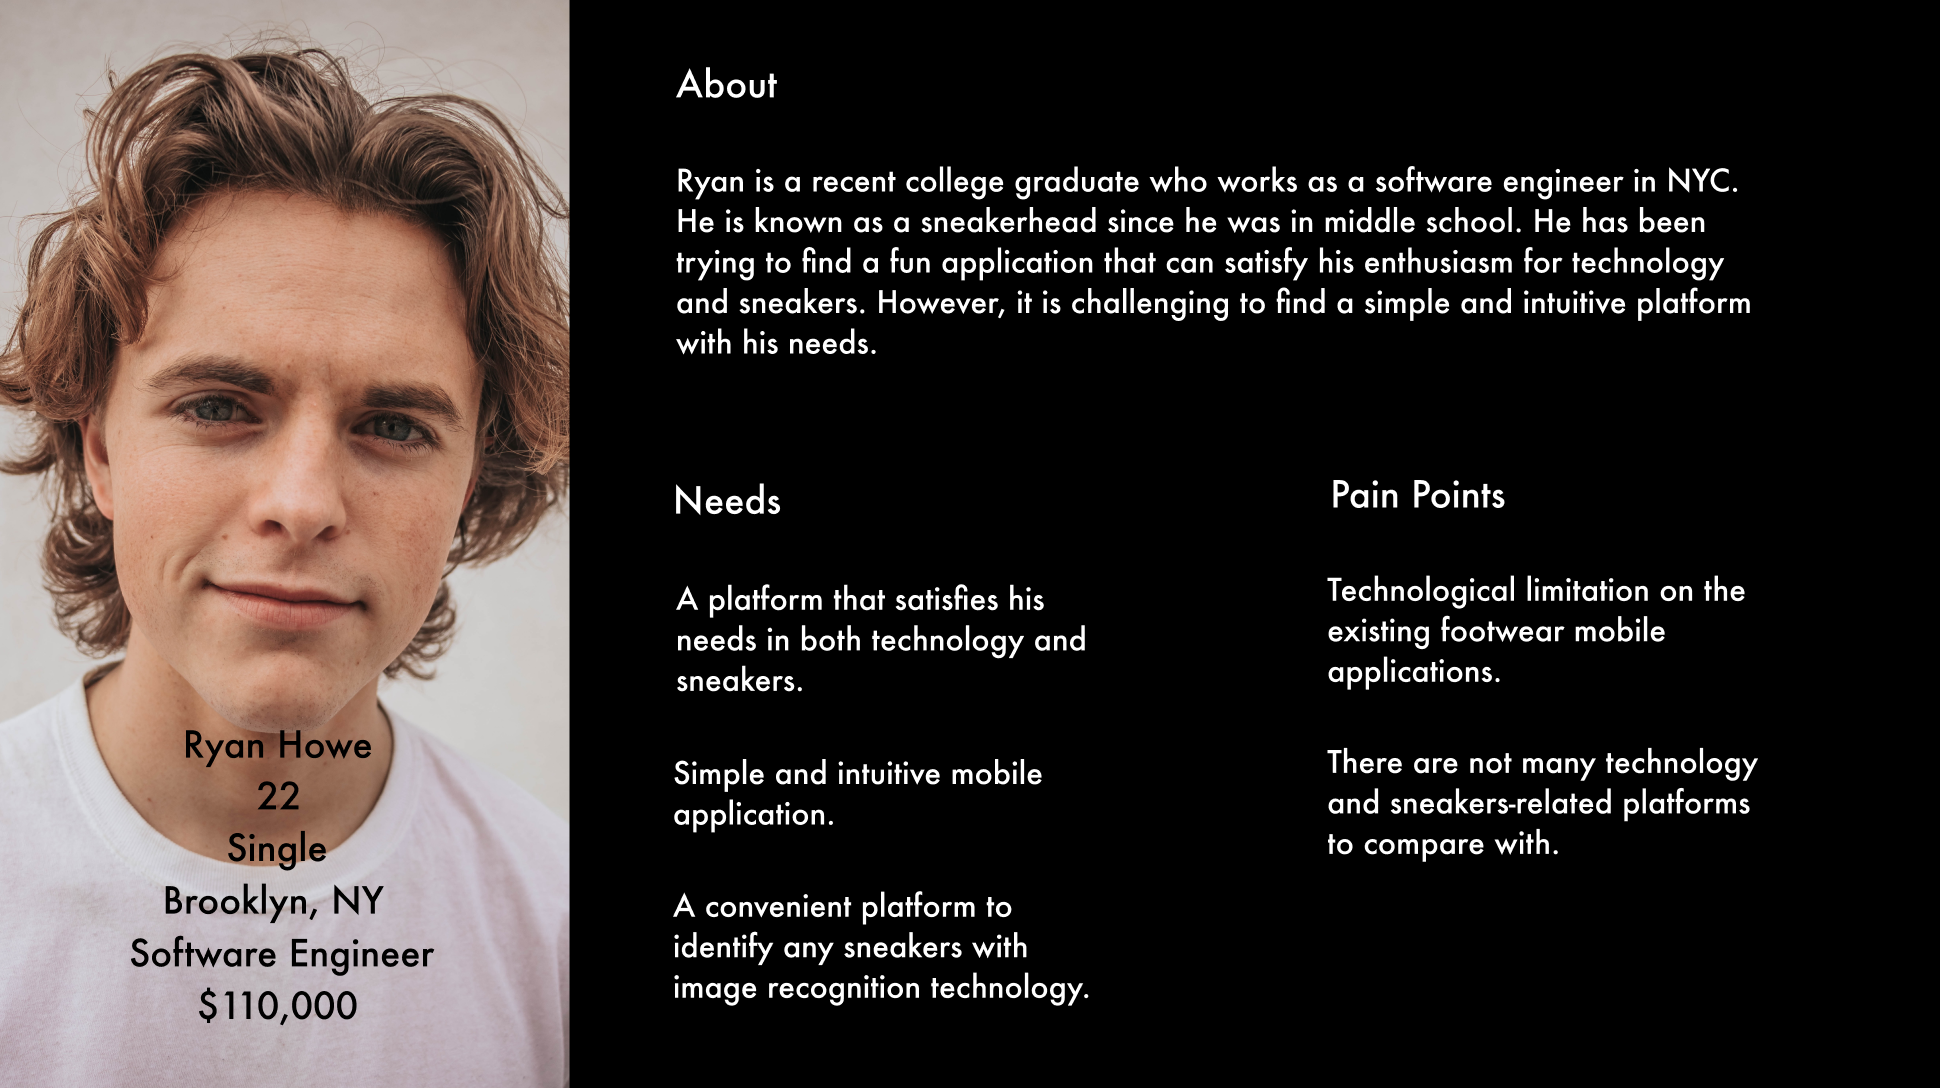 Ryan Howe
22
Single
Brooklyn, NY
Software Engineer
$110,000
About
Ryan is a recent college graduate who works as a software engineer in NYC.
He is known as a sneakerhead since he was in middle school. He has been
trying to find a fun application that can satisfy his enthusiasm for technology
and sneakers. However, it is challenging to find a simple and intuitive platform
with his needs.
Needs
A platform that satisfies his
needs in both technology and
sneakers.
Simple and intuitive mobile
application.
A convenient platform to
identify any sneakers with
image recognition technology.
Pain Points
Technological limitation on the
existing footwear mobile
applications.
There are not many technology
and sneakers-related platforms
to compare with.